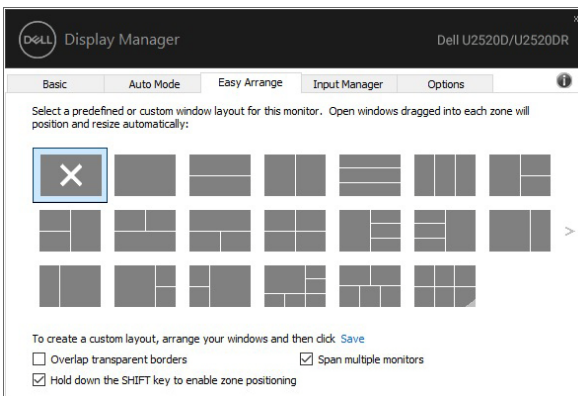 DELL Display Manager
Dell U2520D/U2520DR
Basic Auto Mode Easy Arrange Input Manager Options
Select a predefined or custom window layout for this monitor. Open windows dragged into each zone will
position and resize automatically:
To create a custom layout, arrange your windows and then click Save
Overlap transparent borders
Span multiple monitors
Hold down the SHIFT key to enable zone positioning